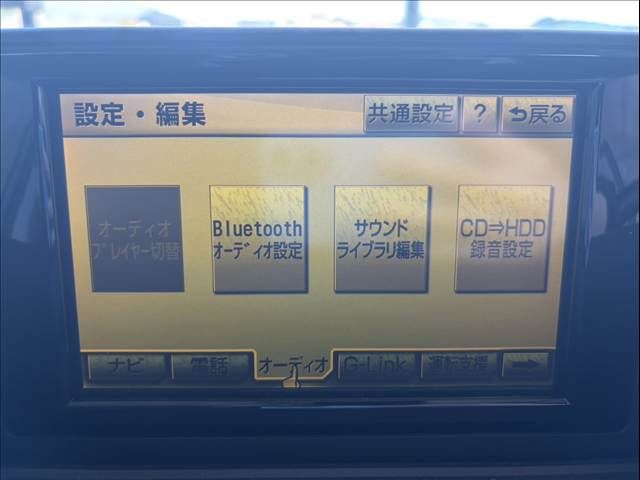 設定・編集
共通設定
?
戻る
オーディオ
プレイヤー切替
Bluetooth
オーディオ設定
サウンド
ライブラリ編集
CD⇒HDD
録音設定
ナビ
電話
オーディオ
G-Link
運転支援